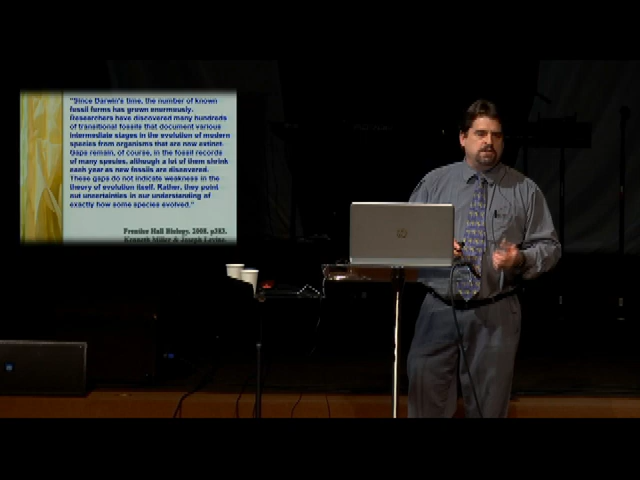 "Since Darwin's time, the number of known
fossil forms has grown enormously.
Researchers have discovered many hundreds
of transitional fossils that document various
intermediate stages in the evolution of modern
species from organisms that are now extinct.
Gaps remain, of course, in the fossil records
of many species, although a lot of them shrink
each year as new fossils are discovered.
These gaps do not indicate weakness in the
theory of evolution itself. Rather, they point
out uncertainties in our understanding of
exactly how some species evolved."
Prentice Hall Biology, 2008, p383.
Kenneth Miller & Joseph Levine.
hp